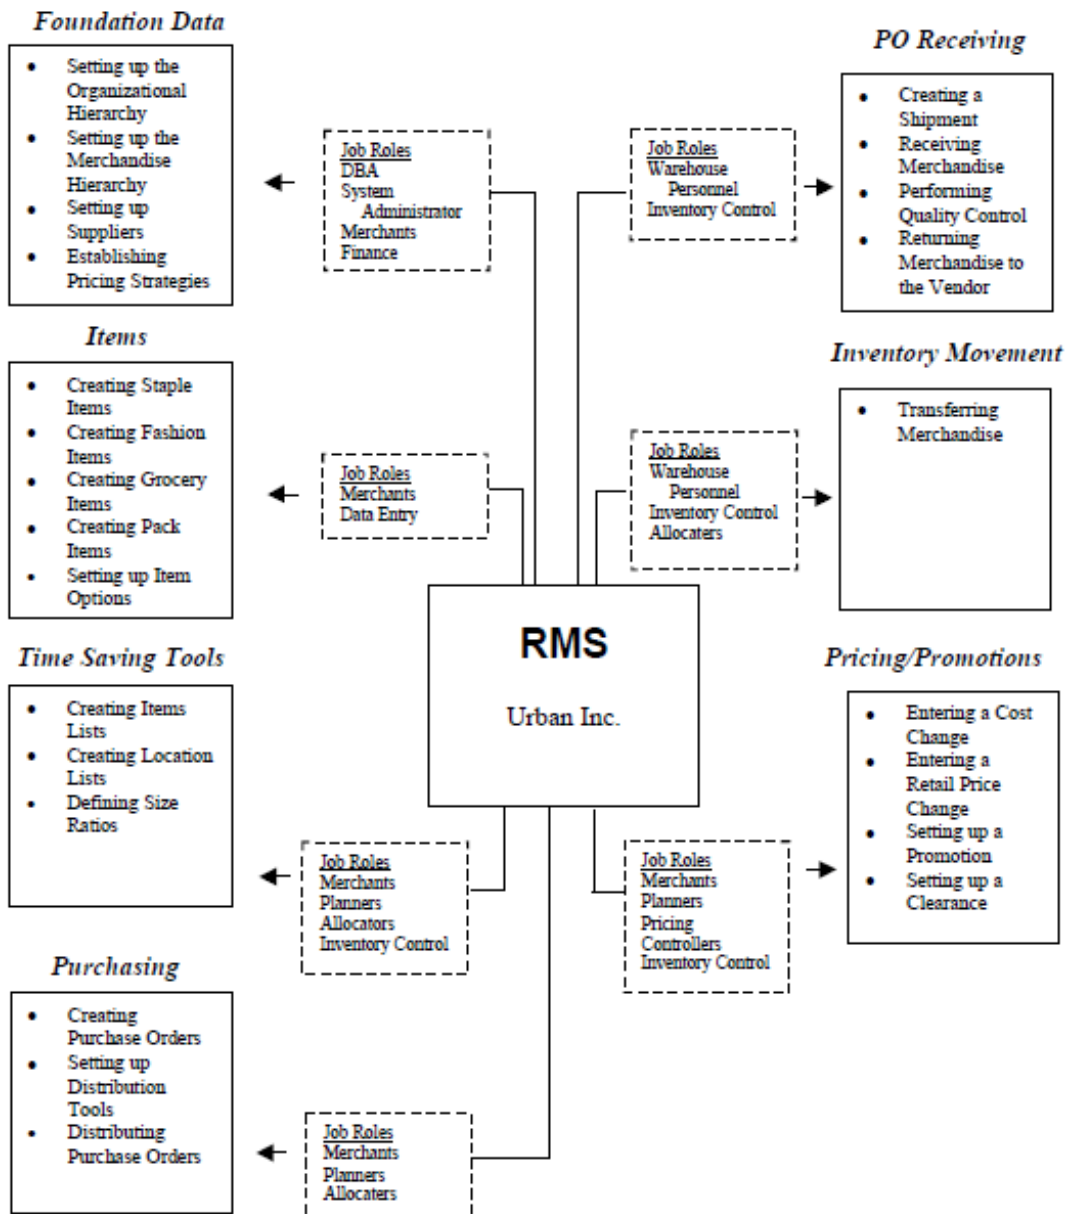 Foundation Data
• Setting up the
Organizational
Hierarchy
• Setting up the
Merchandise
Hierarchy
• Setting up
Suppliers
• Establishing
Pricing Strategies
Job Roles
DBA
System
Administrator
Merchants
Finance
Items
• Creating Staple
Items
• Creating Fashion
Items
• Creating Grocery
Items
• Creating Pack
Items
• Setting up Item
Options
Job Roles
Merchants
Data Entry
Time Saving Tools
• Creating Items
Lists
• Creating Location
Lists
• Defining Size
Ratios
Job Roles
Merchants
Planners
Allocators
Inventory Control
Purchasing
• Creating
Purchase Orders
• Setting up
Distribution
Tools
• Distributing
Purchase Orders
Job Roles
Merchants
Planners
Allocaters
RMS
Urban Inc.
PO Receiving
Job Roles
Warehouse
Personnel
Inventory Control
• Creating a
Shipment
• Receiving
Merchandise
• Performing
Quality Control
• Returning
Merchandise to
the Vendor
Inventory Movement
Job Roles
Warehouse
Personnel
Inventory Control
Allocaters
• Transferring
Merchandise
Pricing/Promotions
Job Roles
Merchants
Planners
Pricing
Controllers
Inventory Control
• Entering a Cost
Change
• Entering a
Retail Price
Change
• Setting up a
Promotion
• Setting up a
Clearance